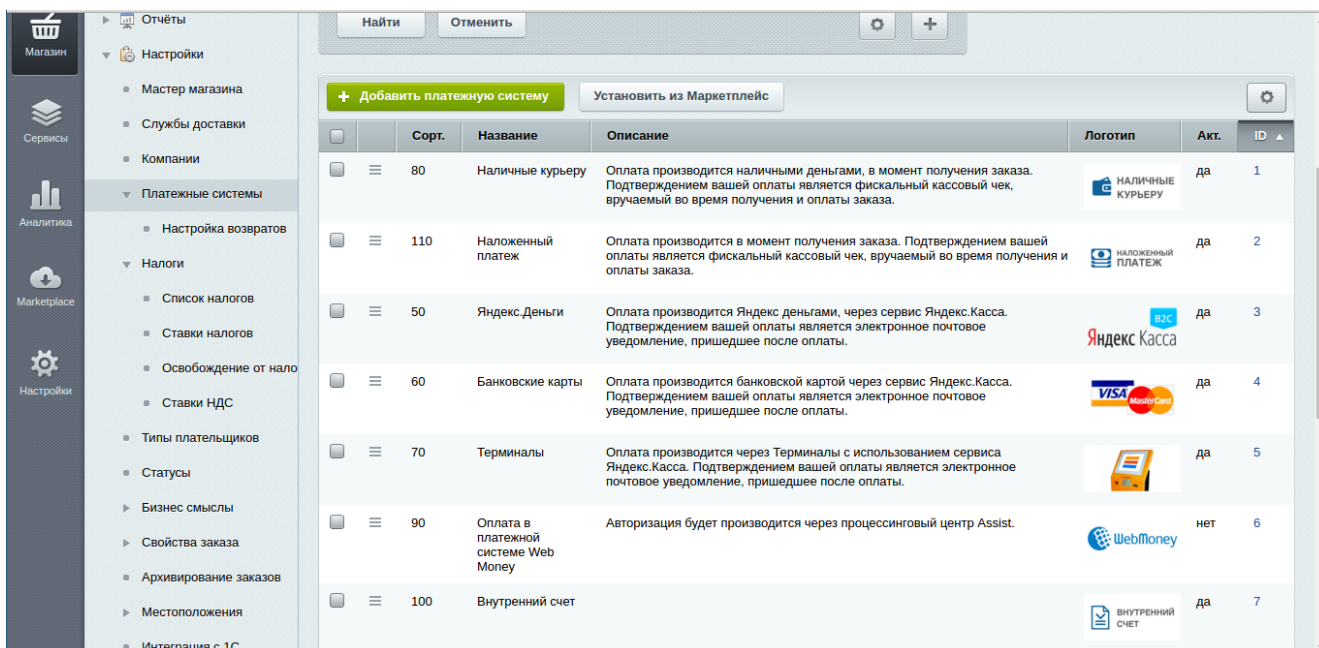 Магазин
Сервисы
Аналитика
Marketplace
Настройки
Отчёты
Настройки
Мастер магазина
Службы доставки
Компании
Платежные системы
Настройка возвратов
Налоги
Список налогов
Ставки налогов
Освобождение от нало
Ставки НДС
Типы плательщиков
Статусы
Бизнес смыслы
Свойства заказа
Архивирование заказов
Местоположения
Интеграция с 1С
Найти Отменить
+ Добавить платежную систему Установить из Маркетплейс
Сорт. Название Описание Логотип Акт. ID
80 Наличные курьеру Оплата производится наличными деньгами, в момент получения заказа.
Подтверждением вашей оплаты является фискальный кассовый чек,
вручаемый во время получения и оплаты заказа.
НАЛИЧНЫЕ
КУРЬЕРУ
да 1
110 Наложенный
платеж
Оплата производится в момент получения заказа. Подтверждением вашей
оплаты является фискальный кассовый чек, вручаемый во время получения и
оплаты заказа.
НАЛОЖЕННЫЙ
ПЛАТЕЖ
да 2
50 Яндекс.Деньги Оплата производится Яндекс деньгами, через сервис Яндекс.Касса.
Подтверждением вашей оплаты является электронное почтовое
уведомление, пришедшее после оплаты.
B2C
Яндекс Касса
да 3
60 Банковские карты Оплата производится банковской картой через сервис Яндекс.Касса.
Подтверждением вашей оплаты является электронное почтовое
уведомление, пришедшее после оплаты.
VISA
MasterCard
да 4
70 Терминалы Оплата производится через Терминалы с использованием сервиса
Яндекс.Касса. Подтверждением вашей оплаты является электронное
почтовое уведомление, пришедшее после оплаты.
да 5
90 Оплата в
платежной
системе Web
Money
Авторизация будет производится через процессинговый центр Assist.
WebMoney
нет 6
100 Внутренний счет
ВНУТРЕННИЙ
СЧЕТ
да 7